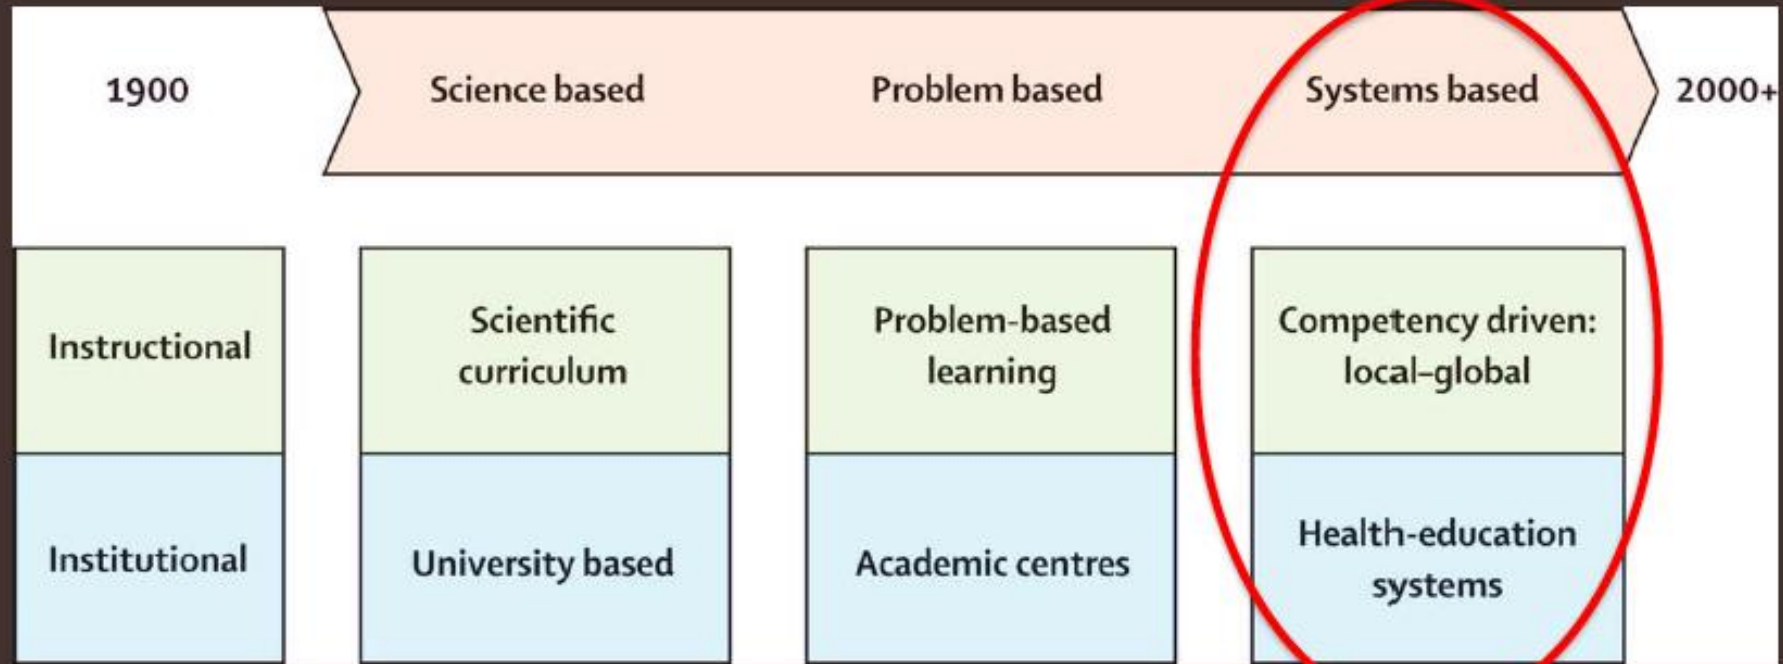 1900
Science based
Problem based
Systems based
2000+
Instructional
Scientific
curriculum
Problem-based
learning
Competency driven:
local–global
Institutional
University based
Academic centres
Health-education
systems